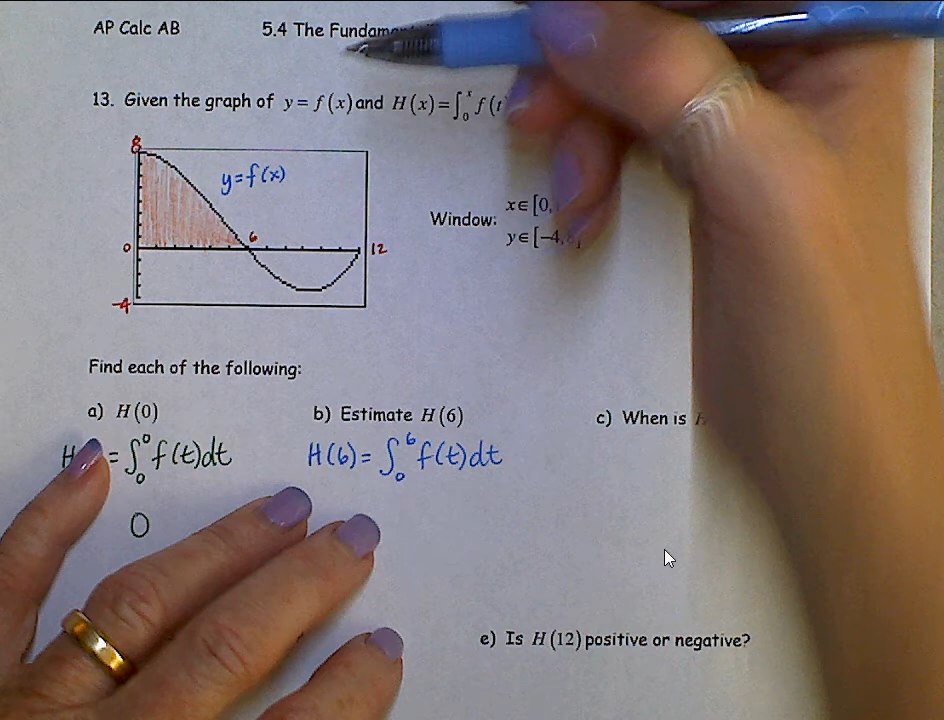 AP Calc AB 5.4 The
13. Given the graph of y = f(x) and H(x) = ∫₀ˣ f(t
8
y=f(x)
Window: x∈[0,
y∈[-4,
0 6 12
-4
Find each of the following:
a) H(0) b) Estimate H(6) c) When is
H = ∫₀⁰ f(t)dt H(6) = ∫₀⁶ f(t)dt
0
e) Is H(12) positive or negative?